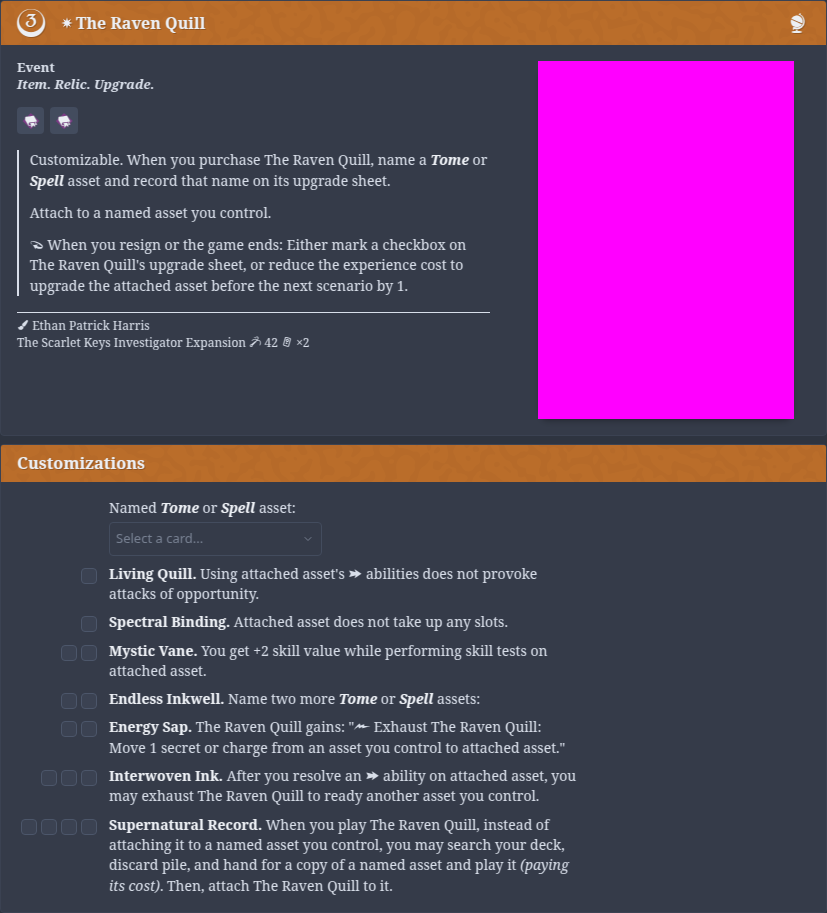 3 The Raven Quill
Event
Item. Relic. Upgrade.
Customizable. When you purchase The Raven Quill, name a Tome or
Spell asset and record that name on its upgrade sheet.
Attach to a named asset you control.
When you resign or the game ends: Either mark a checkbox on
The Raven Quill's upgrade sheet, or reduce the experience cost to
upgrade the attached asset before the next scenario by 1.
Ethan Patrick Harris
The Scarlet Keys Investigator Expansion 42 ×2
Customizations
Named Tome or Spell asset:
Select a card...
Living Quill. Using attached asset's abilities does not provoke
attacks of opportunity.
Spectral Binding. Attached asset does not take up any slots.
Mystic Vane. You get +2 skill value while performing skill tests on
attached asset.
Endless Inkwell. Name two more Tome or Spell assets:
Energy Sap. The Raven Quill gains: " Exhaust The Raven Quill:
Move 1 secret or charge from an asset you control to attached asset."
Interwoven Ink. After you resolve an ability on attached asset, you
may exhaust The Raven Quill to ready another asset you control.
Supernatural Record. When you play The Raven Quill, instead of
attaching it to a named asset you control, you may search your deck,
discard pile, and hand for a copy of a named asset and play it (paying
its cost). Then, attach The Raven Quill to it.